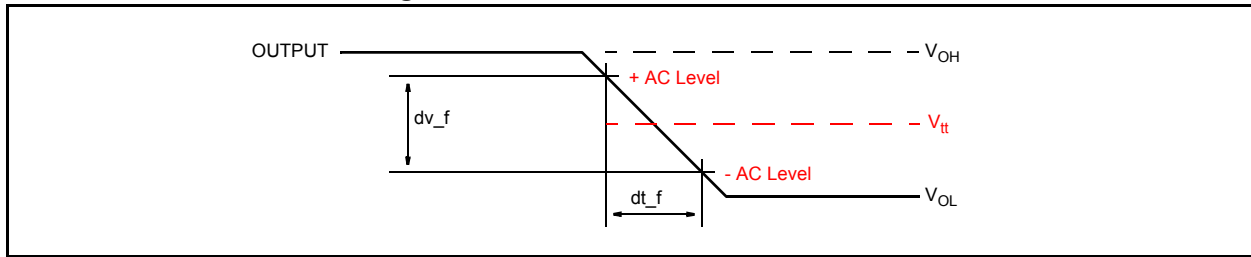 OUTPUT
V_OH
+ AC Level
dv_f
V_tt
- AC Level
dt_f
V_OL